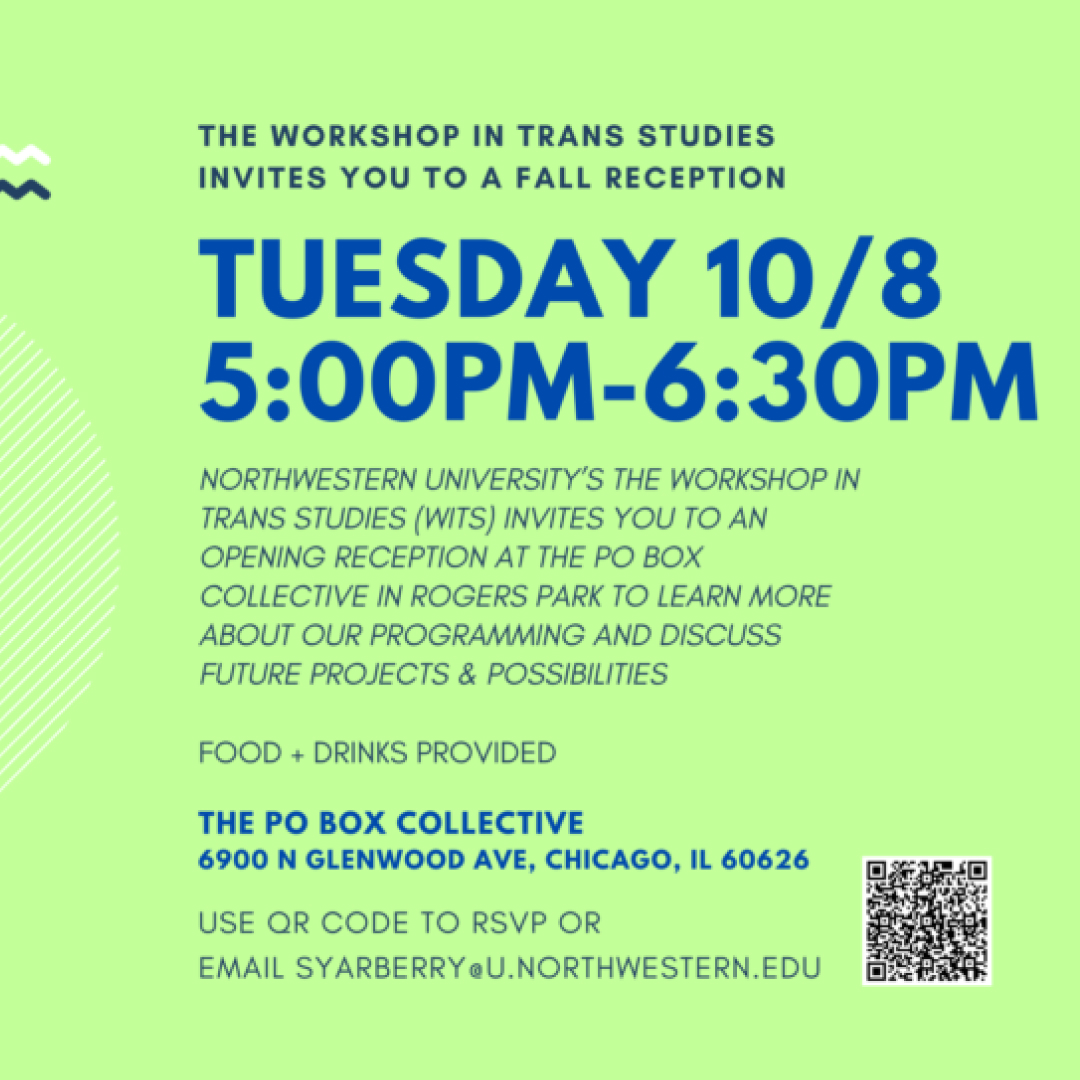 THE WORKSHOP IN TRANS STUDIES
INVITES YOU TO A FALL RECEPTION
TUESDAY 10/8
5:00PM-6:30PM
NORTHWESTERN UNIVERSITY'S THE WORKSHOP IN
TRANS STUDIES (WITS) INVITES YOU TO AN
OPENING RECEPTION AT THE PO BOX
COLLECTIVE IN ROGERS PARK TO LEARN MORE
ABOUT OUR PROGRAMMING AND DISCUSS
FUTURE PROJECTS & POSSIBILITIES
FOOD + DRINKS PROVIDED
THE PO BOX COLLECTIVE
6900 N GLENWOOD AVE, CHICAGO, IL 60626
USE QR CODE TO RSVP OR
EMAIL SYARBERRY@U.NORTHWESTERN.EDU